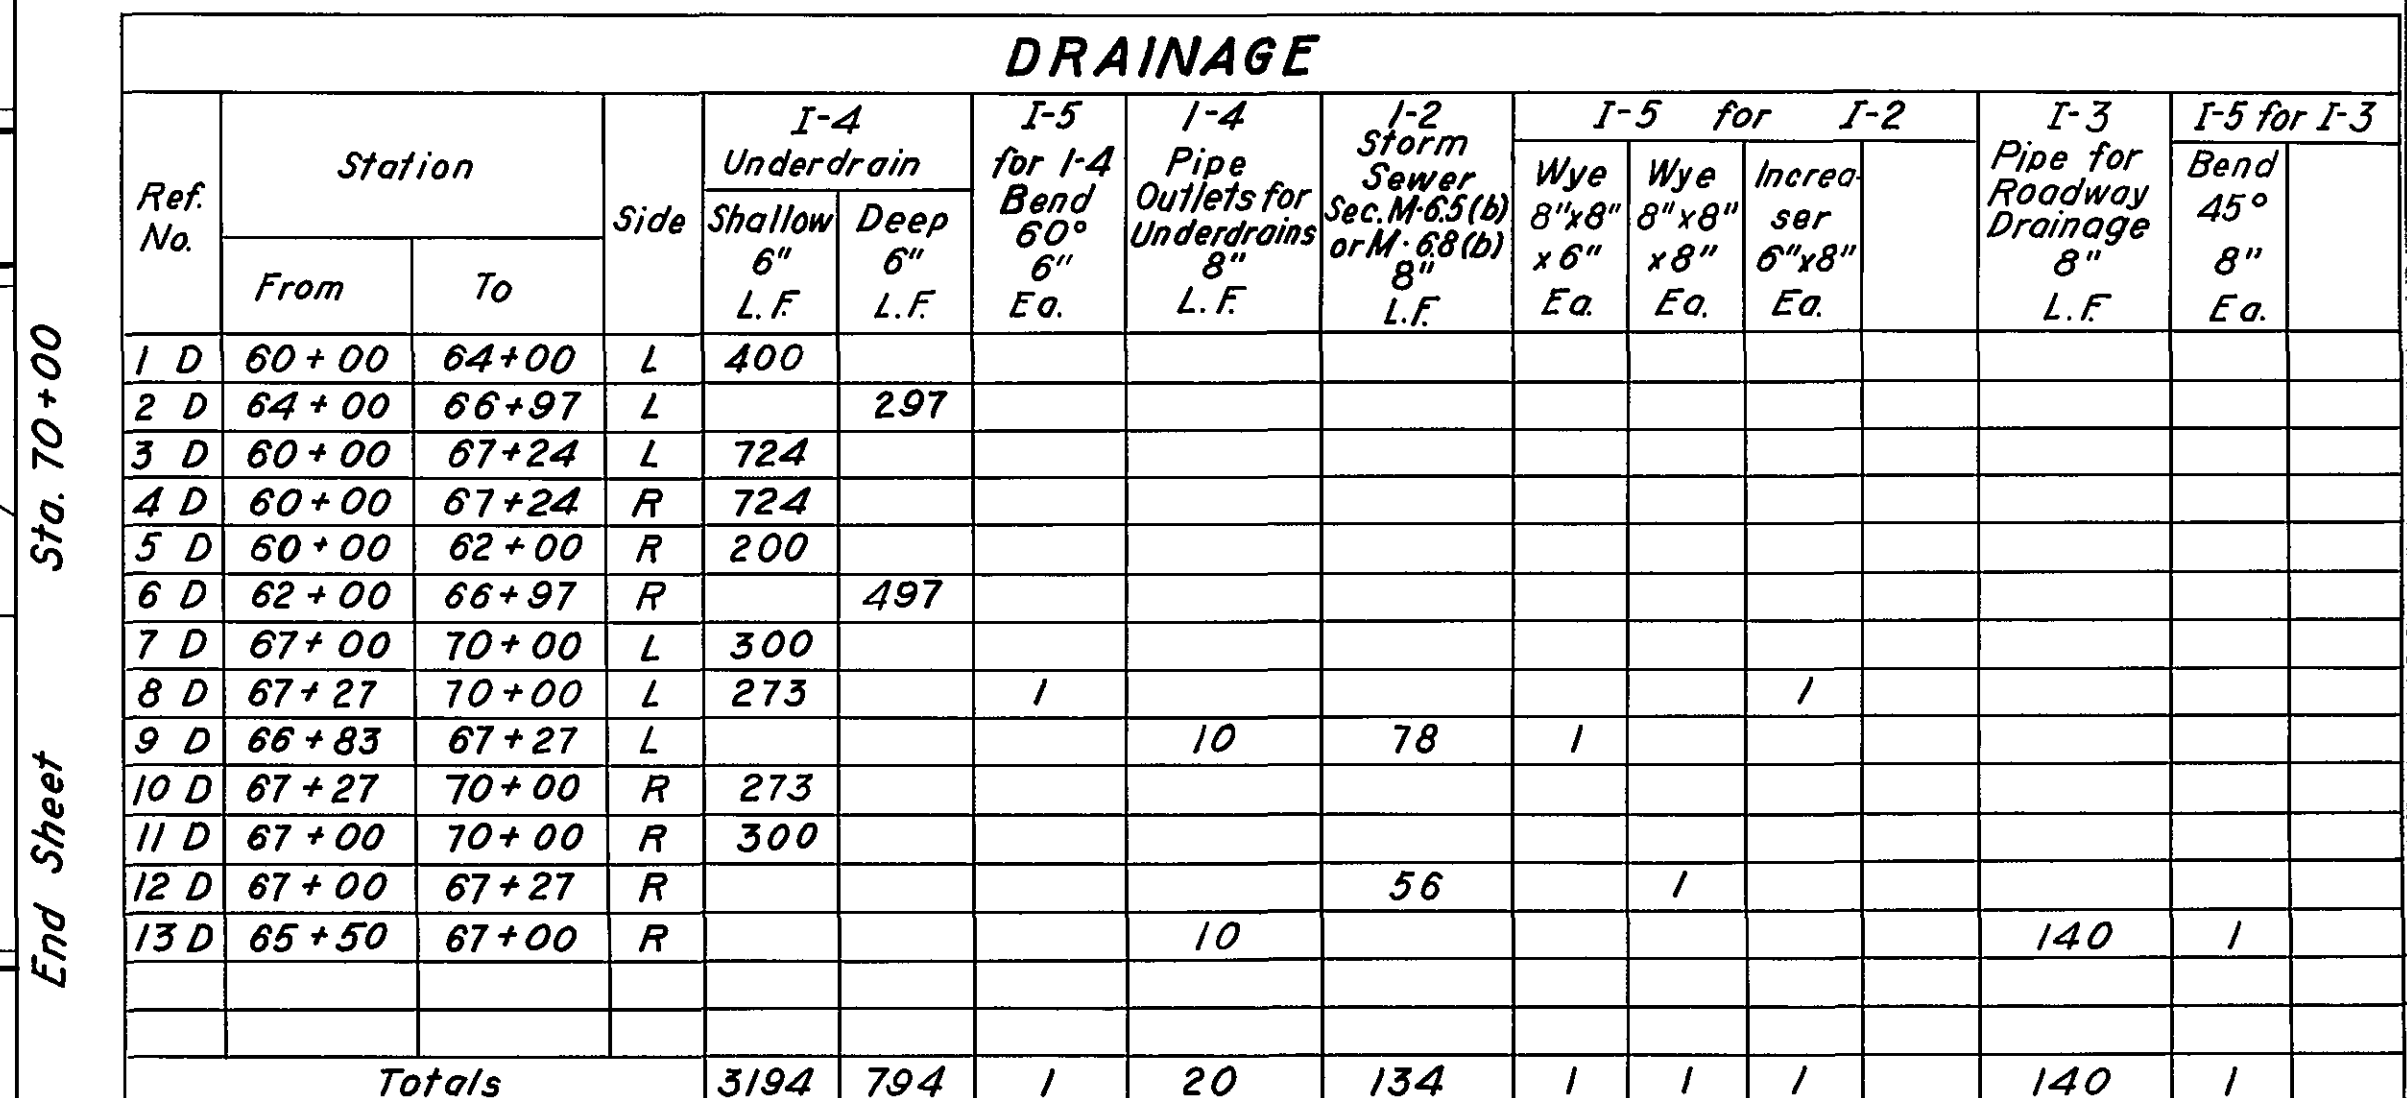 DRAINAGE
Ref. No. Station Side I-4 Underdrain I-5 for I-4 Bend 60° 6" Ea. I-4 Pipe Outlets for Underdrains 8" L.F. I-2 Storm Sewer Sec. M-6.5(b) or M-6.8(b) 8" L.F. I-5 for I-2 I-3 Pipe for Roadway Drainage 8" L.F. I-5 for I-3
From To Shallow 6" L.F. Deep 6" L.F. Wye 8"x8" x6" Ea. Wye 8"x8" x8" Ea. Increa-ser 6"x8" Ea. Bend 45° 8" Ea.
1 D 60+00 64+00 L 400
2 D 64+00 66+97 L 297
3 D 60+00 67+24 L 724
4 D 60+00 67+24 R 724
5 D 60+00 62+00 R 200
6 D 62+00 66+97 R 497
7 D 67+00 70+00 L 300
8 D 67+27 70+00 L 273 1 1
9 D 66+83 67+27 L 10 78 1
10 D 67+27 70+00 R 273
11 D 67+00 70+00 R 300
12 D 67+00 67+27 R 56 1
13 D 65+50 67+00 R 10 140 1
Totals 3194 794 1 20 134 1 1 1 140 1
End Sheet Sta. 70+00